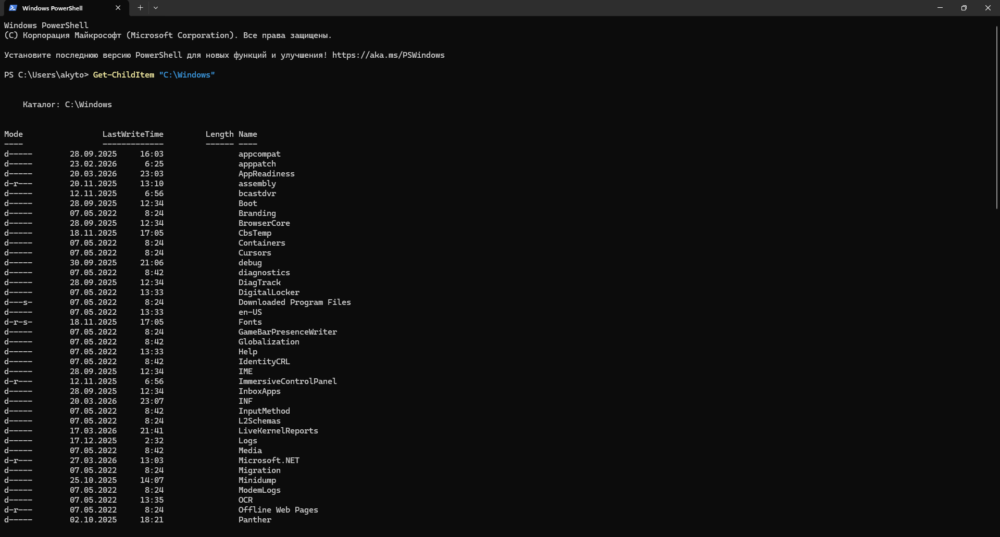 Windows PowerShell
Windows PowerShell
(C) Корпорация Майкрософт (Microsoft Corporation). Все права защищены.
Установите последнюю версию PowerShell для новых функций и улучшения! https://aka.ms/PSWindows
PS C:\Users\akyto> Get-ChildItem "C:\Windows"
Каталог: C:\Windows
Mode                 LastWriteTime         Length Name
----                 -------------         ------ ----
d-----        28.09.2025     16:03                appcompat
d-----        23.02.2026      6:25                apppatch
d-----        20.03.2026     23:03                AppReadiness
d-r---        20.11.2025     13:10                assembly
d-----        12.11.2025      6:56                bcastdvr
d-----        28.09.2025     12:34                Boot
d-----        07.05.2022      8:24                Branding
d-----        28.09.2025     12:34                BrowserCore
d-----        18.11.2025     17:05                CbsTemp
d-----        07.05.2022      8:24                Containers
d-----        07.05.2022      8:24                Cursors
d-----        30.09.2025     21:06                debug
d-----        07.05.2022      8:42                diagnostics
d-----        28.09.2025     12:34                DiagTrack
d-----        07.05.2022     13:33                DigitalLocker
d---s-        07.05.2022      8:24                Downloaded Program Files
d-----        07.05.2022     13:33                en-US
d-r-s-        18.11.2025     17:05                Fonts
d-----        07.05.2022      8:24                GameBarPresenceWriter
d-----        07.05.2022      8:42                Globalization
d-----        07.05.2022     13:33                Help
d-----        07.05.2022      8:42                IdentityCRL
d-----        28.09.2025     12:34                IME
d-r---        12.11.2025      6:56                ImmersiveControlPanel
d-----        28.09.2025     12:34                InboxApps
d-----        20.03.2026     23:07                INF
d-----        07.05.2022      8:42                InputMethod
d-----        07.05.2022      8:24                L2Schemas
d-----        17.03.2026     21:41                LiveKernelReports
d-----        17.12.2025      2:32                Logs
d-----        07.05.2022      8:42                Media
d-r---        27.03.2026     13:03                Microsoft.NET
d-----        07.05.2022      8:24                Migration
d-----        25.10.2025     14:07                Minidump
d-----        07.05.2022      8:24                ModemLogs
d-----        07.05.2022     13:35                OCR
d-r---        07.05.2022      8:24                Offline Web Pages
d-----        02.10.2025     18:21                Panther